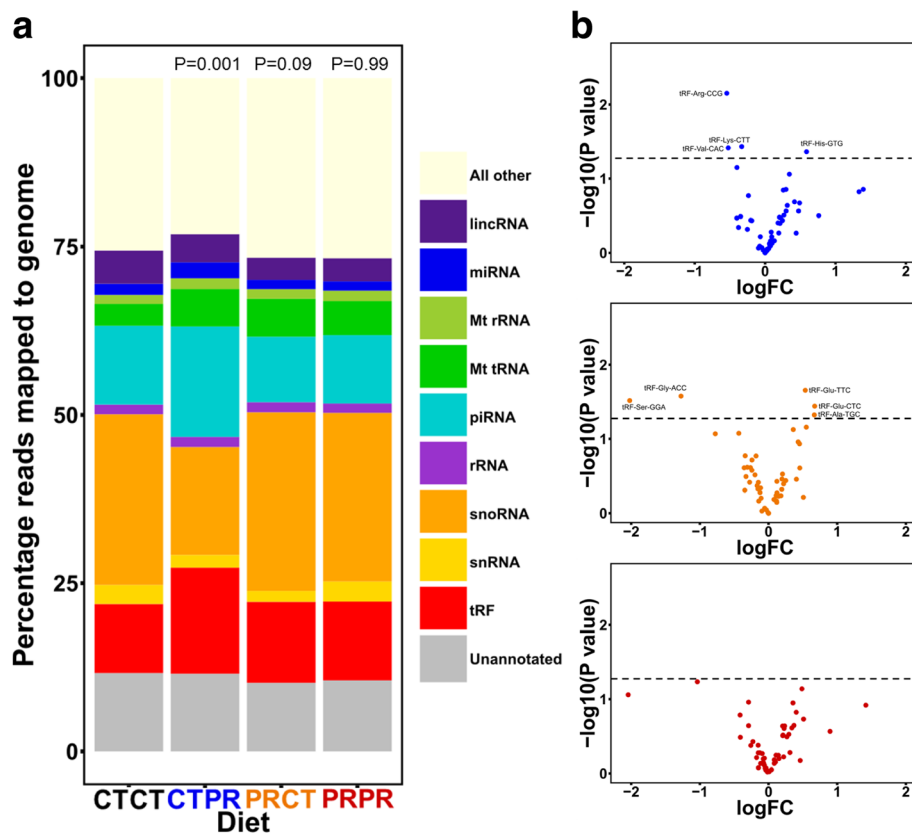 a
P=0.001 P=0.09 P=0.99
100
75
50
25
0
Percentage reads mapped to genome
CTCT CTPR PRCT PRPR
Diet
All other
lincRNA
miRNA
Mt rRNA
Mt tRNA
piRNA
rRNA
snoRNA
snRNA
tRF
Unannotated
b
−log10(P value)
2
1
0
tRF-Arg-CCG
tRF-Lys-CTT
tRF-Val-CAC
tRF-His-GTG
−2 −1 0 1 2
logFC
−log10(P value)
2
1
0
tRF-Gly-ACC
tRF-Glu-TTC
tRF-Ser-GGA
tRF-Glu-CTC
tRF-Ala-TGC
−2 −1 0 1 2
logFC
−log10(P value)
2
1
0
−2 −1 0 1 2
logFC